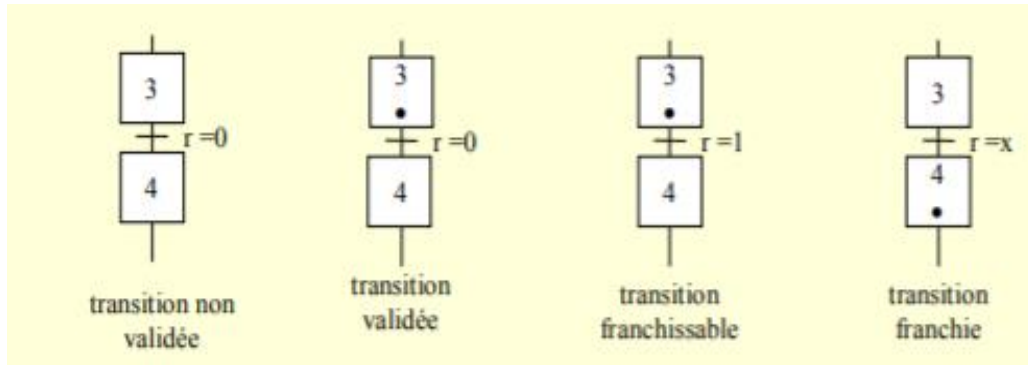 3
r =0
4
transition non
validée
3
r =0
4
transition
validée
3
r =1
4
transition
franchissable
3
r =x
4
transition
franchie